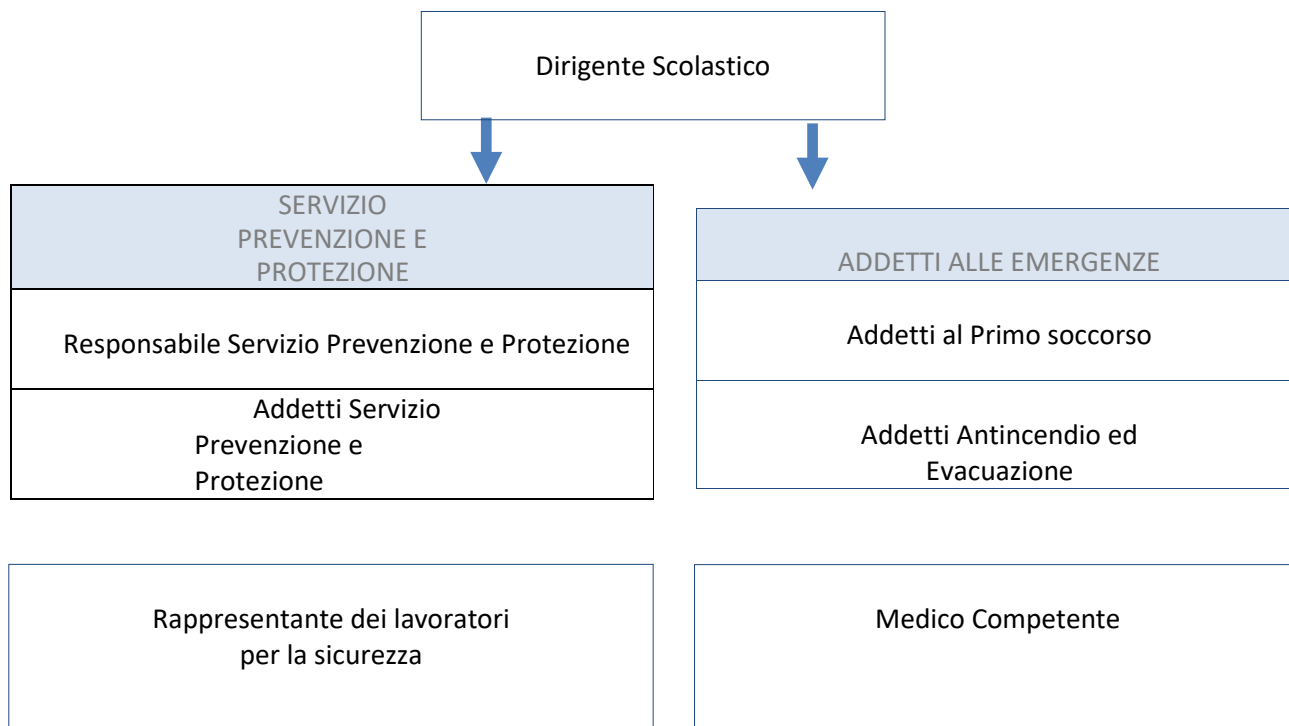 Dirigente Scolastico
SERVIZIO
PREVENZIONE E
PROTEZIONE
Responsabile Servizio Prevenzione e Protezione
Addetti Servizio
Prevenzione e
Protezione
ADDETTI ALLE EMERGENZE
Addetti al Primo soccorso
Addetti Antincendio ed
Evacuazione
Rappresentante dei lavoratori
per la sicurezza
Medico Competente